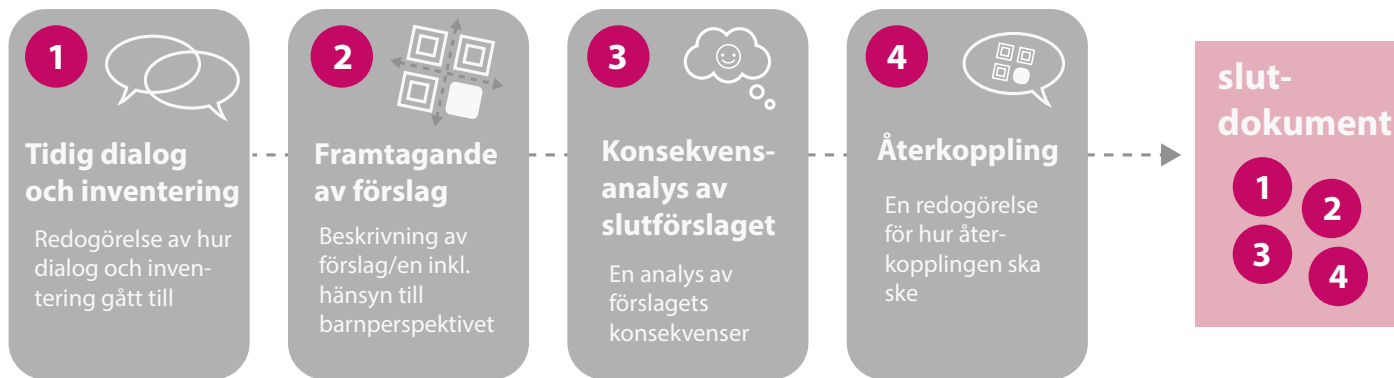 1
Tidig dialog
och inventering
Redogörelse av hur
dialog och inven-
tering gått till
2
Framtagande
av förslag
Beskrivning av
förslag/en inkl.
hänsyn till
barnperspektivet
3
Konsekvens-
analys av
slutförslaget
En analys av
förslagets
konsekvenser
4
Återkoppling
En redogörelse
för hur åter-
kopplingen ska
ske
slut-
dokument
1
2
3
4